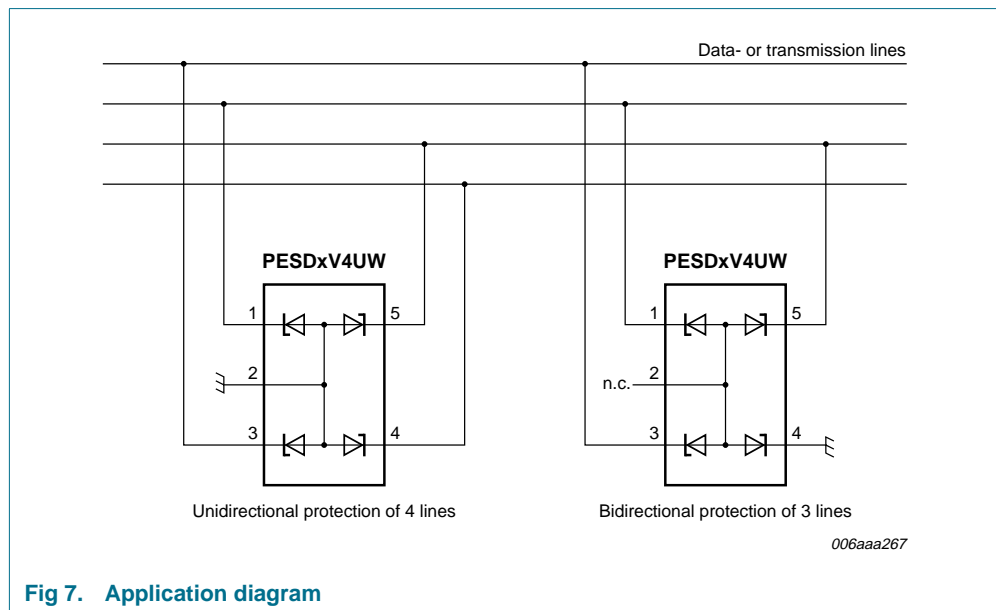 Data- or transmission lines
PESDxV4UW PESDxV4UW
1 5 1 5
2 n.c. 2
3 4 3 4
Unidirectional protection of 4 lines Bidirectional protection of 3 lines
006aaa267
Fig 7. Application diagram